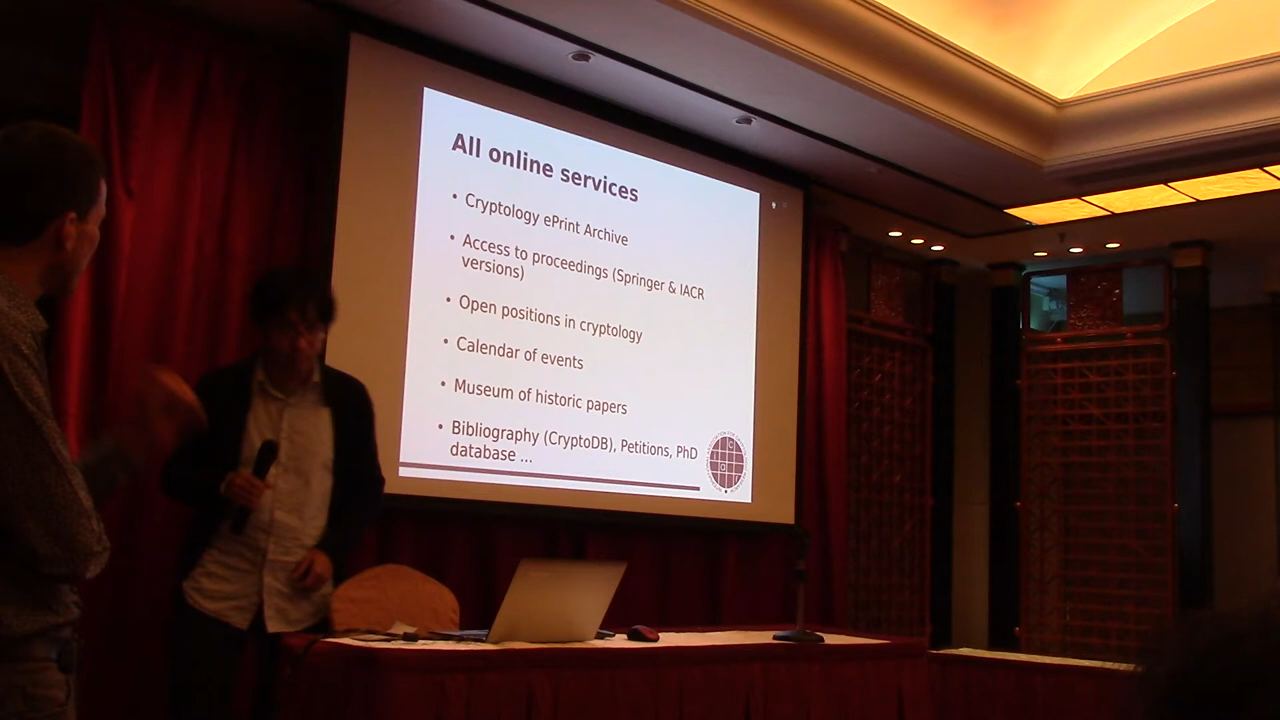 All online services
• Cryptology ePrint Archive
• Access to proceedings (Springer & IACR
versions)
• Open positions in cryptology
• Calendar of events
• Museum of historic papers
• Bibliography (CryptoDB), Petitions, PhD
database ...